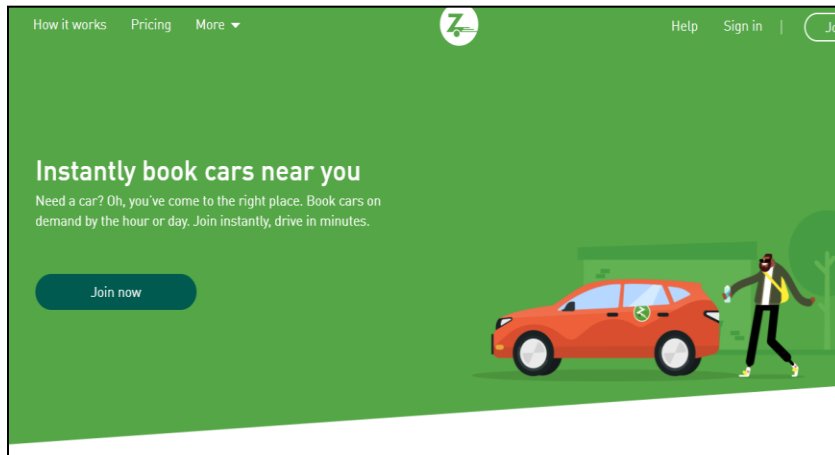 How it works Pricing More
Z
Help Sign in | Jo
Instantly book cars near you
Need a car? Oh, you've come to the right place. Book cars on
demand by the hour or day. Join instantly, drive in minutes.
Join now
Z